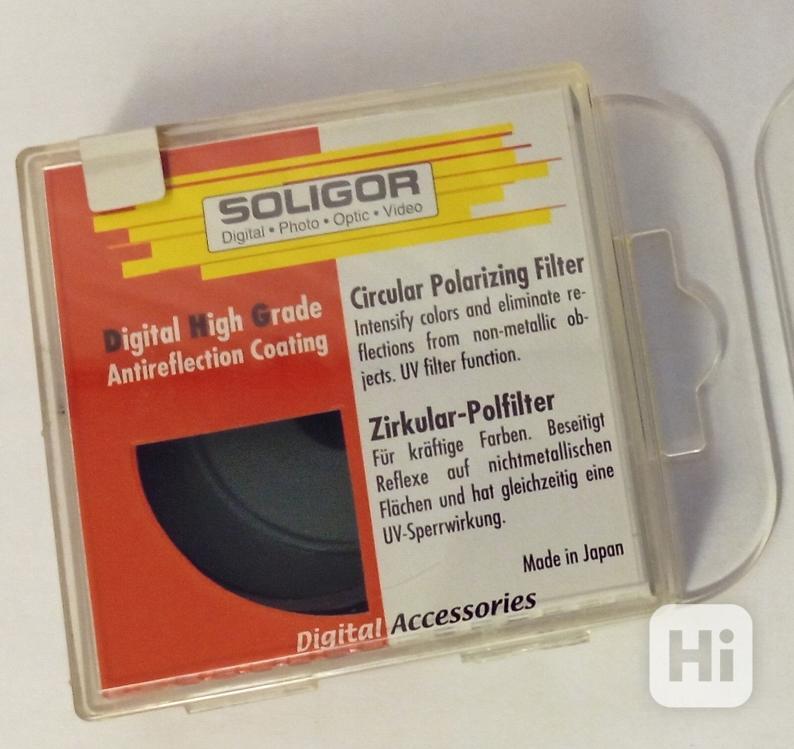 SOLIGOR
Digital • Photo • Optic • Video
Digital High Grade
Antireflection Coating
Circular Polarizing Filter
Intensify colors and eliminate re-
flections from non-metallic ob-
jects. UV filter function.
Zirkular-Polfilter
Für kräftige Farben. Beseitigt
Reflexe auf nichtmetallischen
Flächen und hat gleichzeitig eine
UV-Sperrwirkung.
Made in Japan
Digital Accessories
Hi